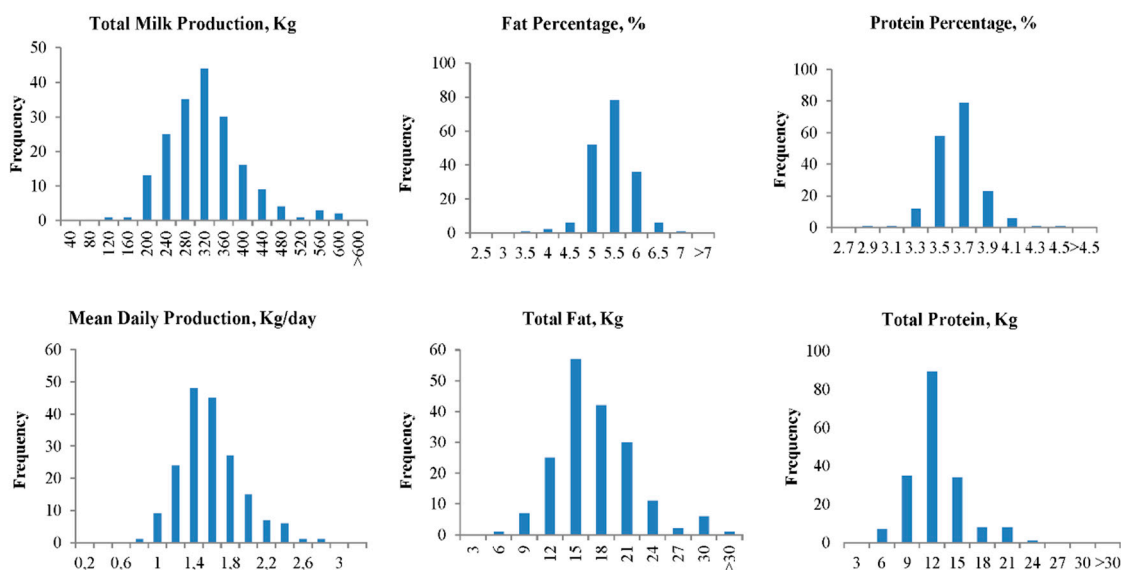 Total Milk Production, Kg
Frequency
50
40
30
20
10
0
40 80 120 160 200 240 280 320 360 400 440 480 520 560 600 >600
Fat Percentage, %
Frequency
100
80
60
40
20
0
2.5 3 3.5 4 4.5 5 5.5 6 6.5 7 >7
Protein Percentage, %
Frequency
100
80
60
40
20
0
2.7 2.9 3.1 3.3 3.5 3.7 3.9 4.1 4.3 4.5 >4.5
Mean Daily Production, Kg/day
Frequency
60
50
40
30
20
10
0
0,2 0,6 1 1,4 1,8 2,2 2,6 3
Total Fat, Kg
Frequency
60
50
40
30
20
10
0
3 6 9 12 15 18 21 24 27 30 >30
Total Protein, Kg
Frequency
100
80
60
40
20
0
3 6 9 12 15 18 21 24 27 30 >30